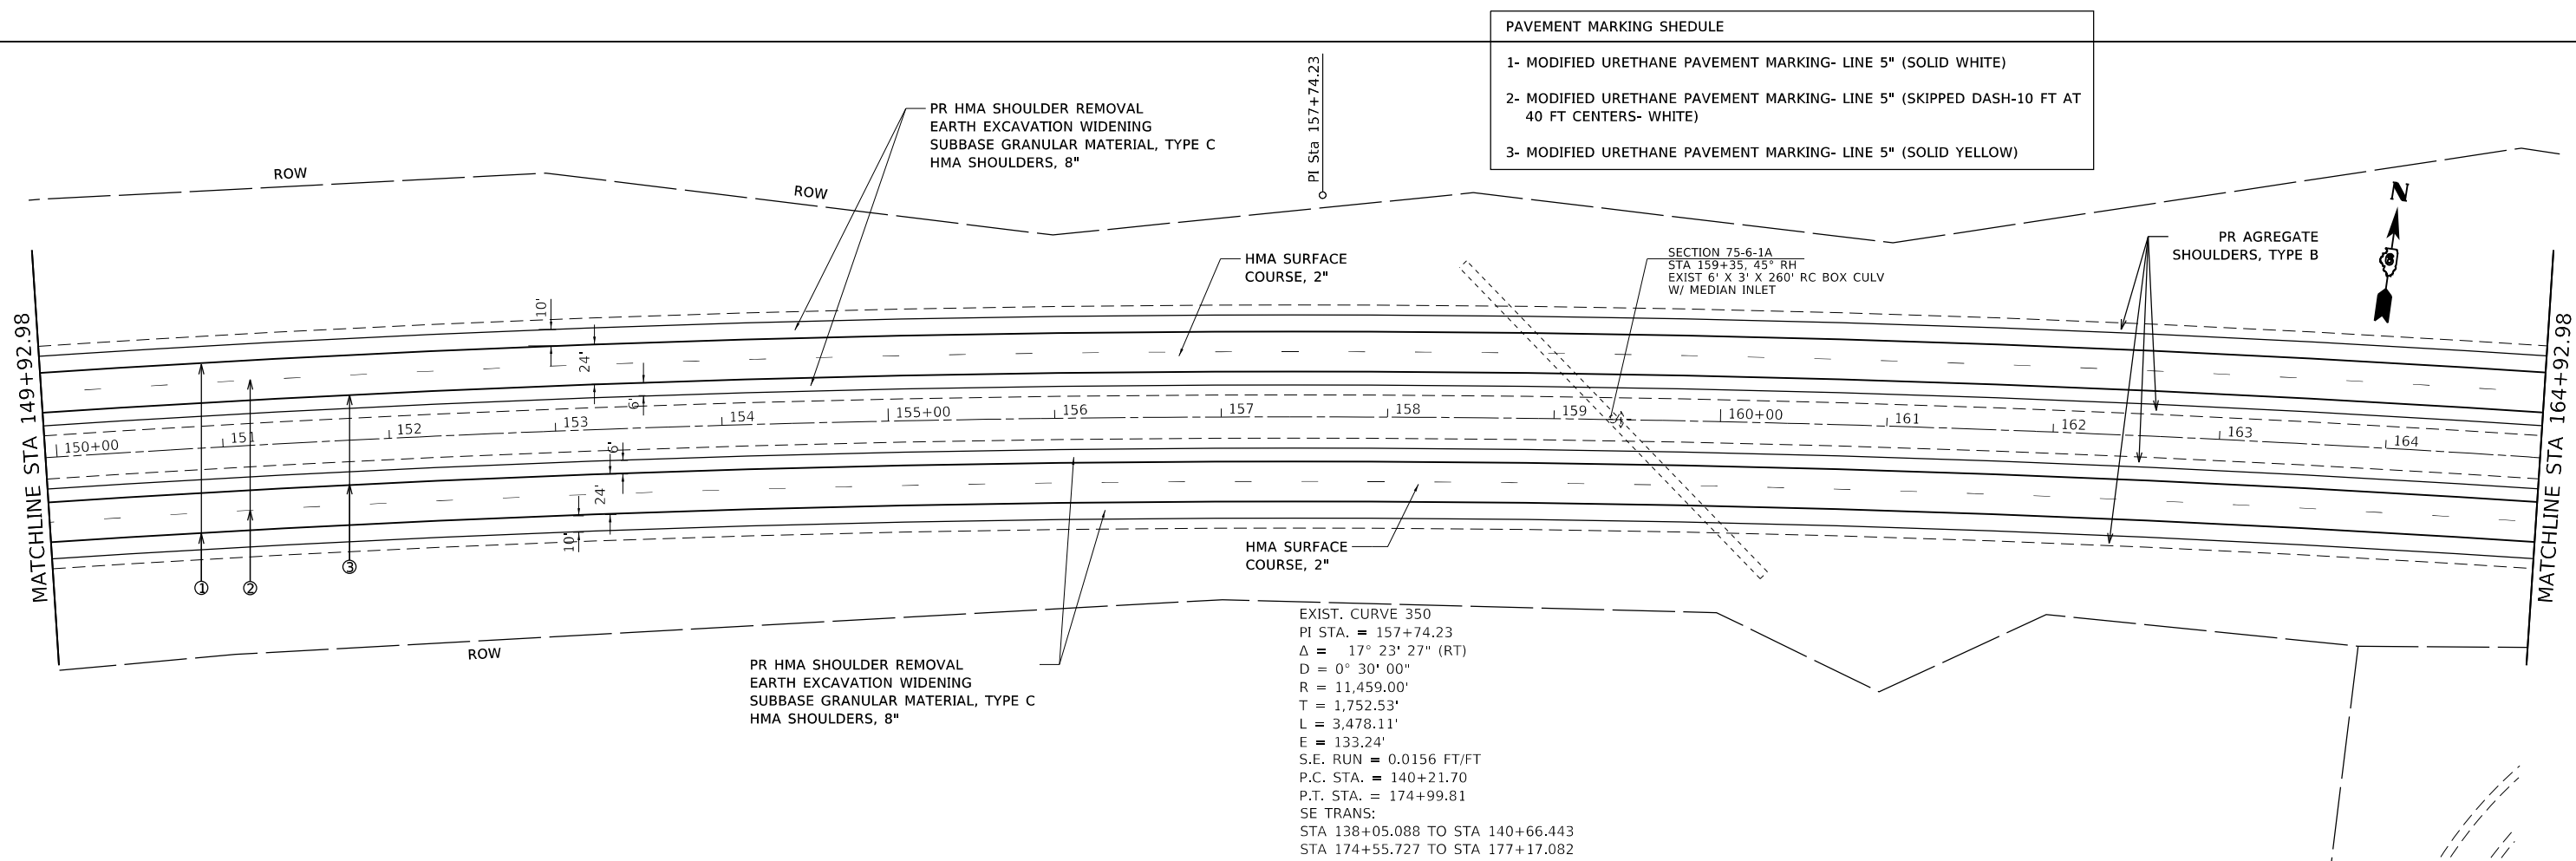 PAVEMENT MARKING SHEDULE
1- MODIFIED URETHANE PAVEMENT MARKING- LINE 5" (SOLID WHITE)
2- MODIFIED URETHANE PAVEMENT MARKING- LINE 5" (SKIPPED DASH-10 FT AT
40 FT CENTERS- WHITE)
3- MODIFIED URETHANE PAVEMENT MARKING- LINE 5" (SOLID YELLOW)
PI Sta 157+74.23
PR HMA SHOULDER REMOVAL
EARTH EXCAVATION WIDENING
SUBBASE GRANULAR MATERIAL, TYPE C
HMA SHOULDERS, 8"
ROW
ROW
N
HMA SURFACE
COURSE, 2"
SECTION 75-6-1A
STA 159+35, 45° RH
EXIST 6' X 3' X 260' RC BOX CULV
W/ MEDIAN INLET
PR AGREGATE
SHOULDERS, TYPE B
MATCHLINE STA 149+92.98
MATCHLINE STA 164+92.98
10'
24'
6'
150+00
151
152
153
154
155+00
156
157
158
159
160+00
161
162
163
164
6'
24'
10'
1
2
3
HMA SURFACE
COURSE, 2"
ROW
PR HMA SHOULDER REMOVAL
EARTH EXCAVATION WIDENING
SUBBASE GRANULAR MATERIAL, TYPE C
HMA SHOULDERS, 8"
EXIST. CURVE 350
PI STA. = 157+74.23
Δ = 17° 23' 27" (RT)
D = 0° 30' 00"
R = 11,459.00'
T = 1,752.53'
L = 3,478.11'
E = 133.24'
S.E. RUN = 0.0156 FT/FT
P.C. STA. = 140+21.70
P.T. STA. = 174+99.81
SE TRANS:
STA 138+05.088 TO STA 140+66.443
STA 174+55.727 TO STA 177+17.082